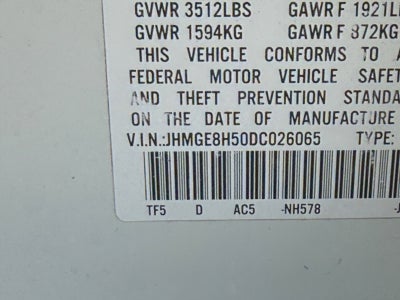 GVWR 3512LBS GAWR F 1921L
GVWR 1594KG GAWR F 872KG
THIS VEHICLE CONFORMS TO A
FEDERAL MOTOR VEHICLE SAFET
AND THEFT PREVENTION STANDA
ON THE DATE OF MANUFACTURE
V.I.N.:JHMGE8H50DC026065 TYPE:
TF5 D AC5 -NH578 -J